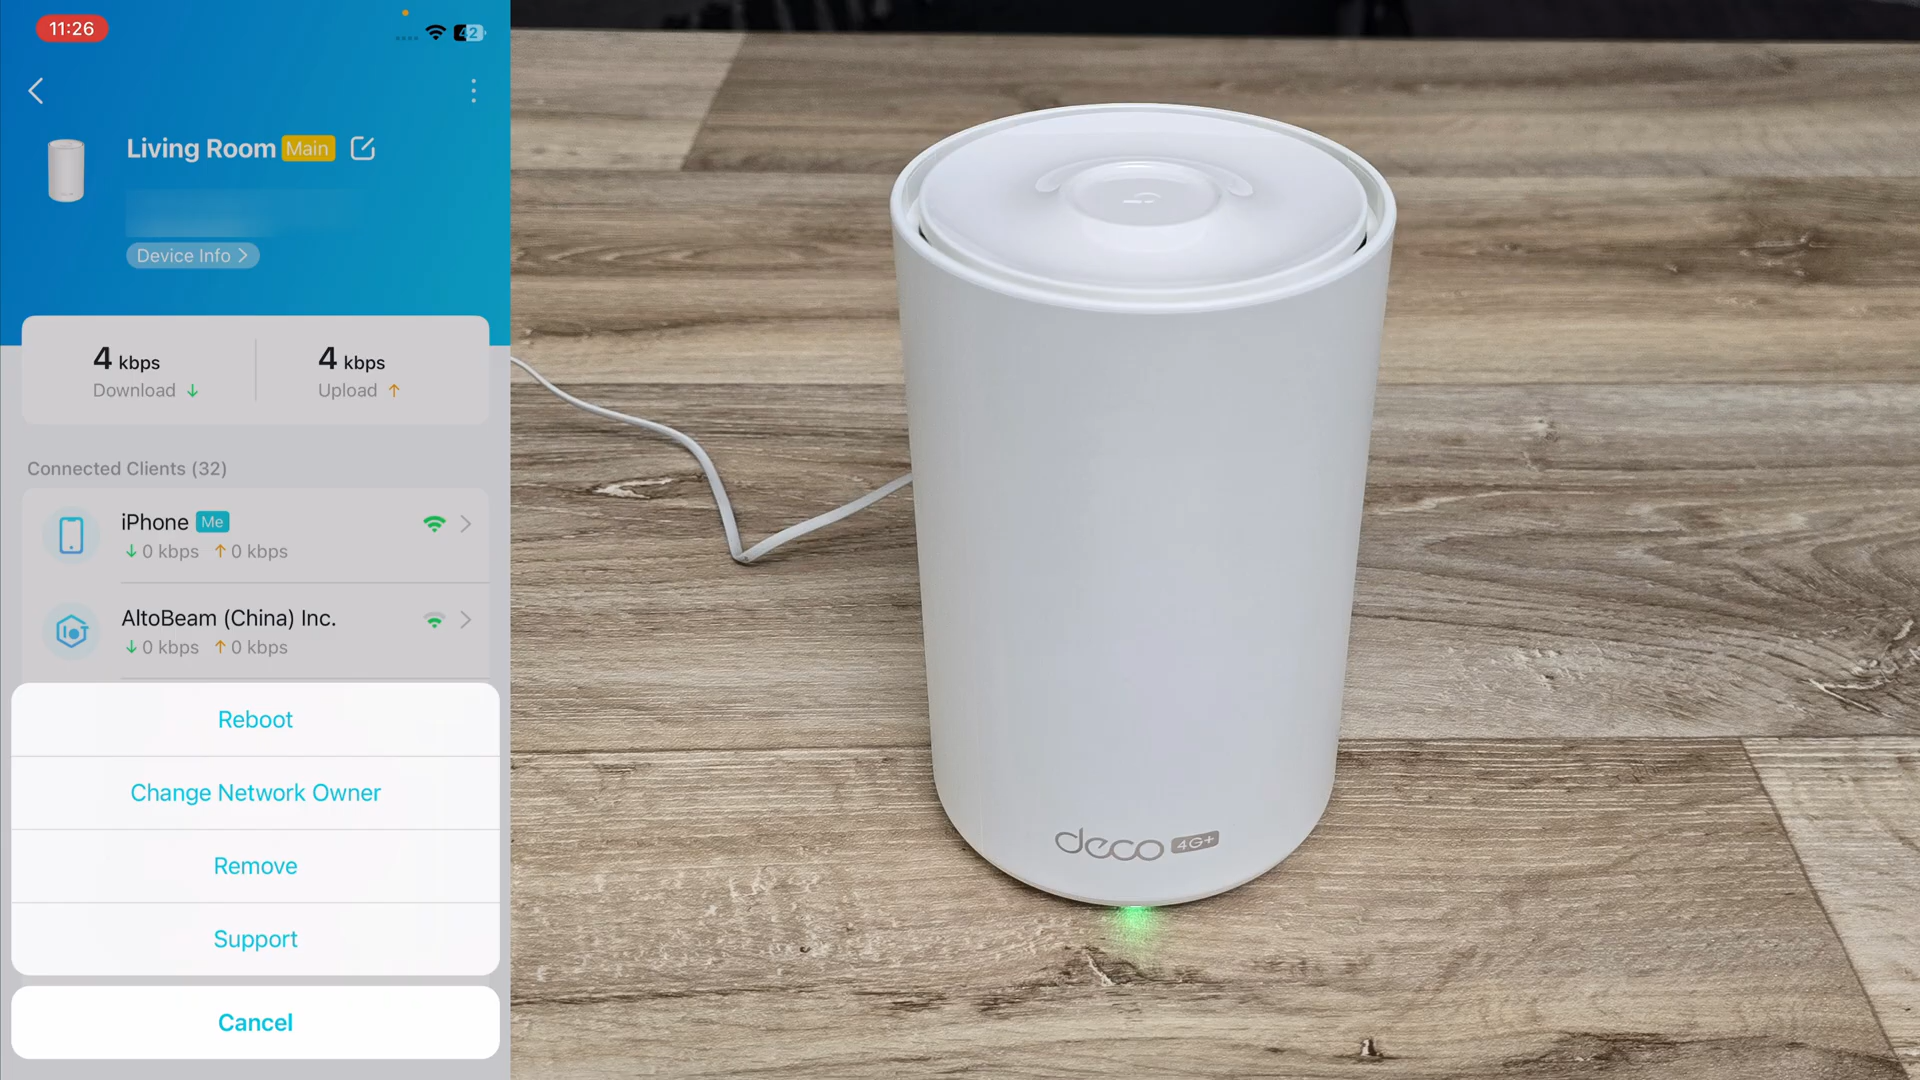 11:26
42
Living Room Main
Device Info >
4 kbps
Download ↓
4 kbps
Upload ↑
Connected Clients (32)
iPhone Me
↓ 0 kbps ↑ 0 kbps
AltoBeam (China) Inc.
IoT
↓ 0 kbps ↑ 0 kbps
Reboot
Change Network Owner
Remove
Support
Cancel
deco 4G+